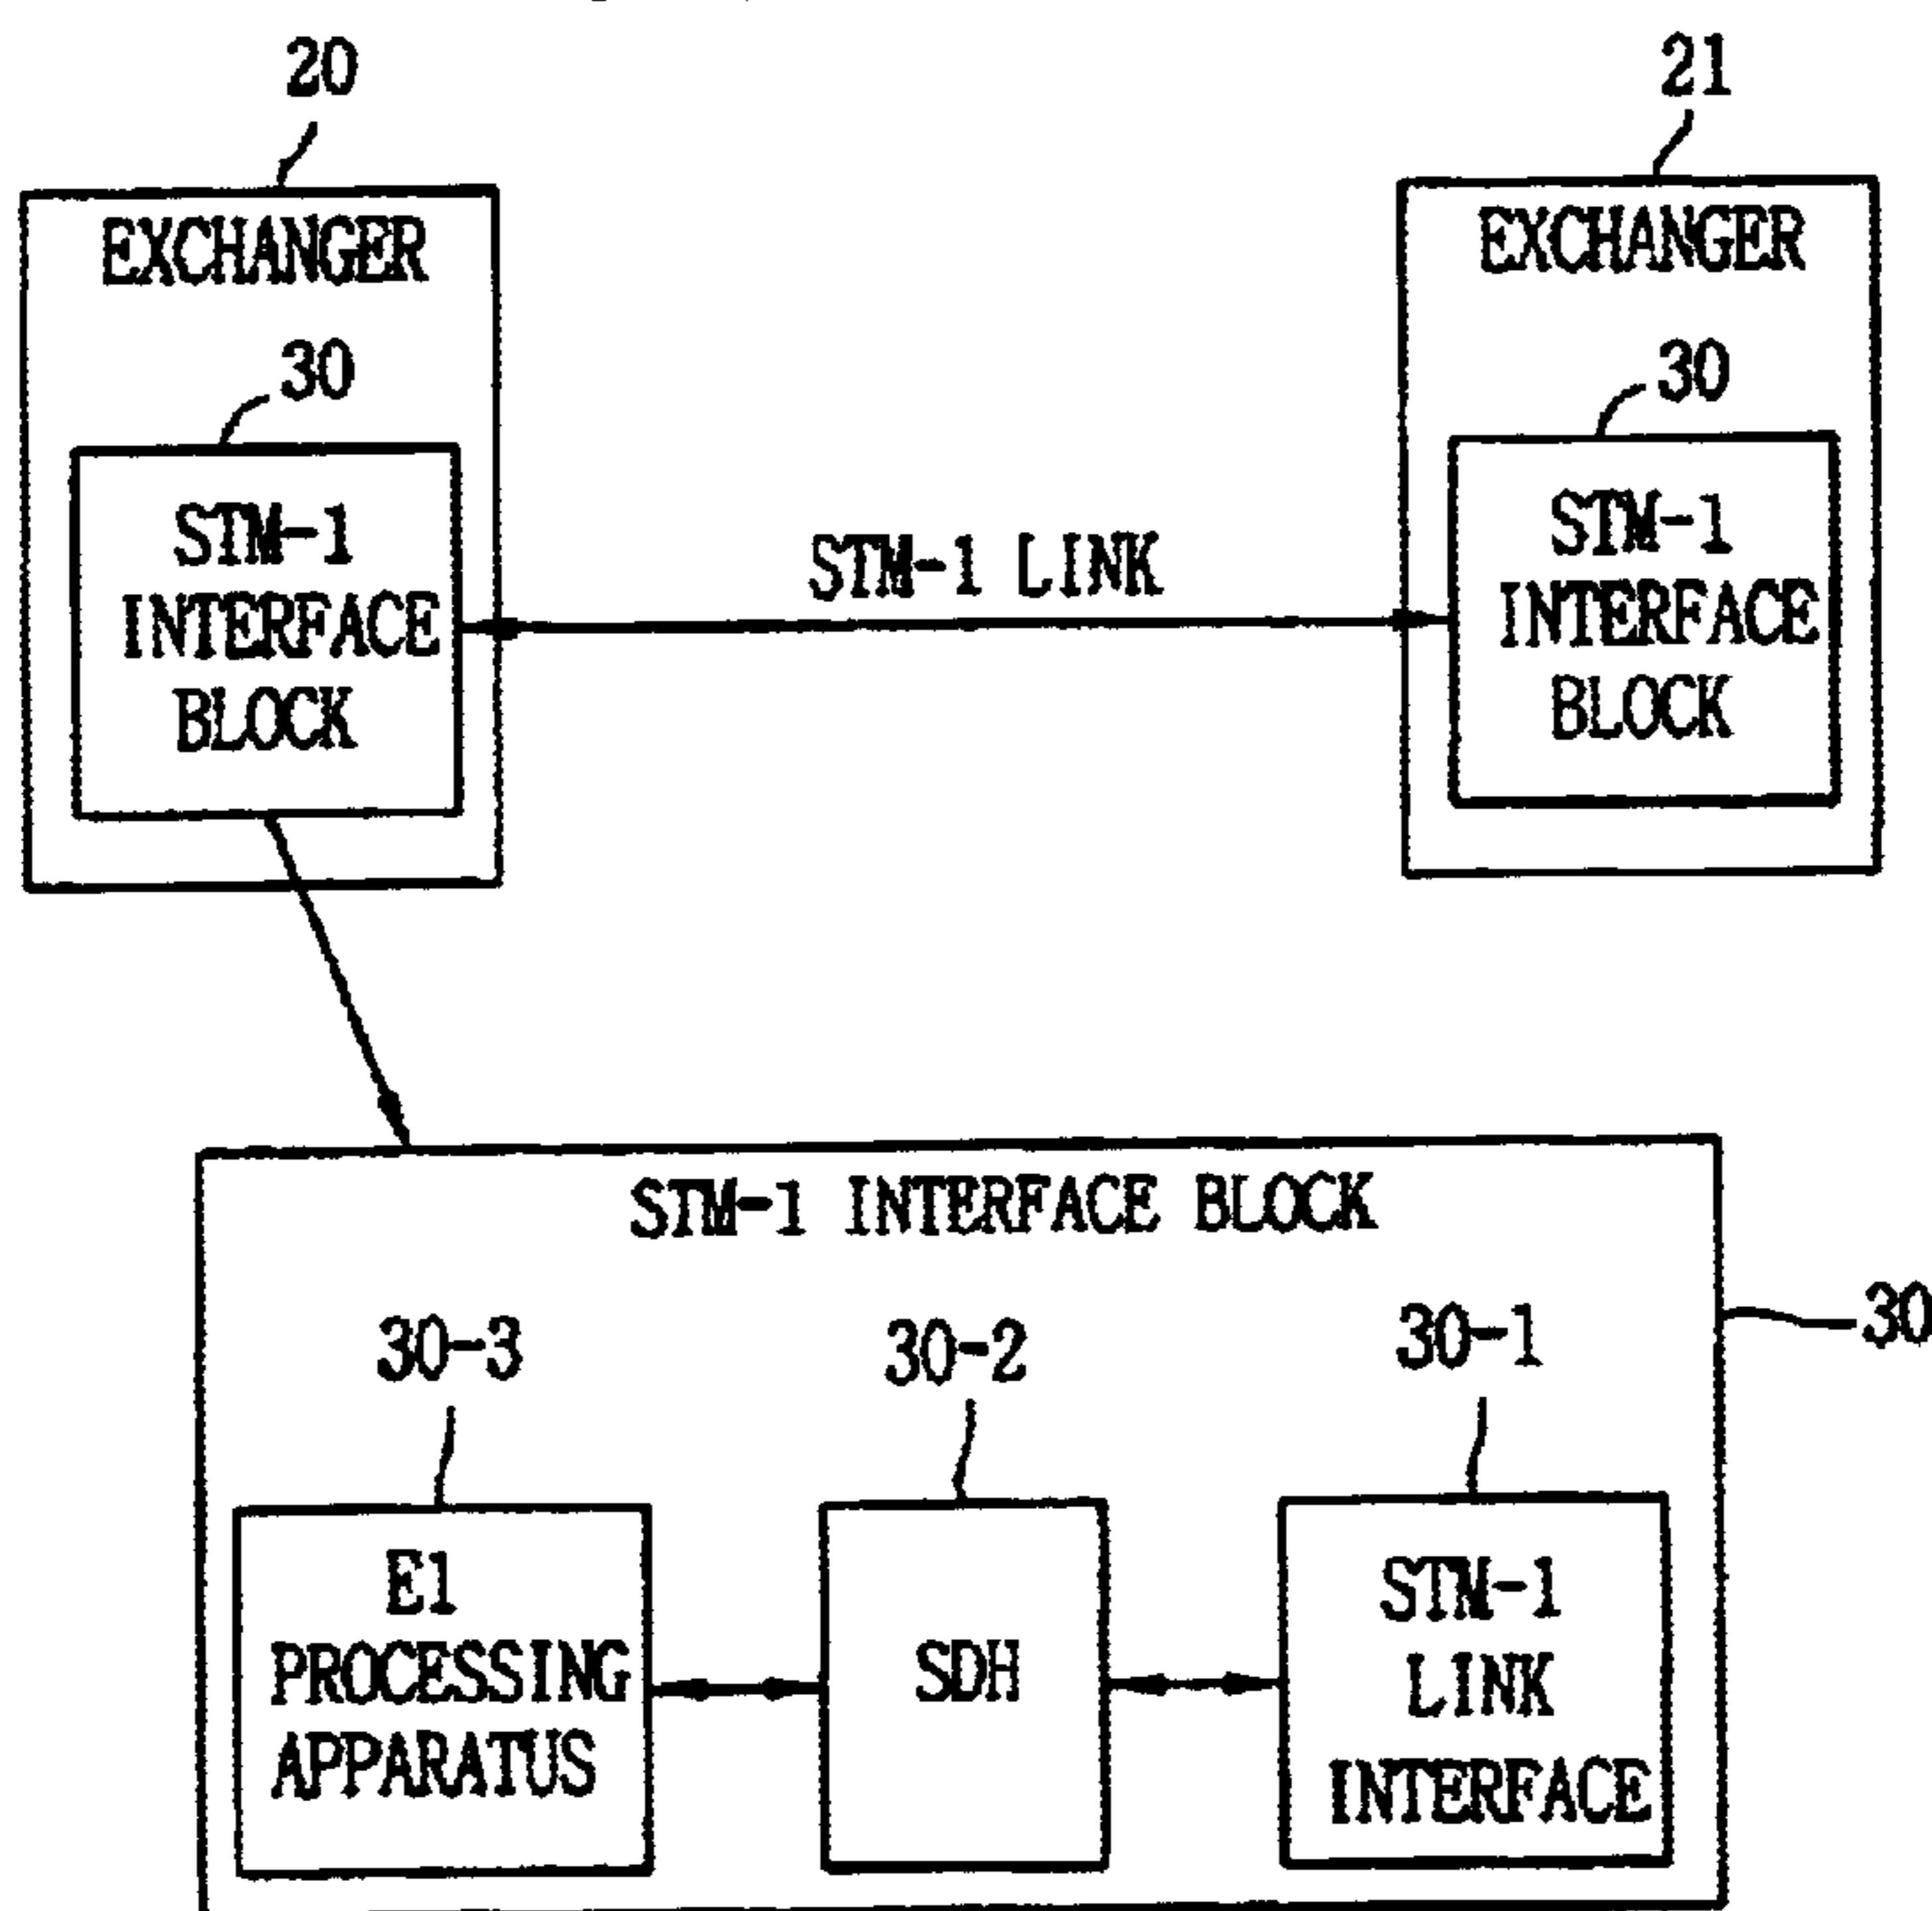 20
21
EXCHANGER
EXCHANGER
30
30
STM-1
INTERFACE
BLOCK
STM-1 LINK
STM-1
INTERFACE
BLOCK
STM-1 INTERFACE BLOCK
30
30-3
30-2
30-1
E1
PROCESSING
APPARATUS
SDH
STM-1
LINK
INTERFACE